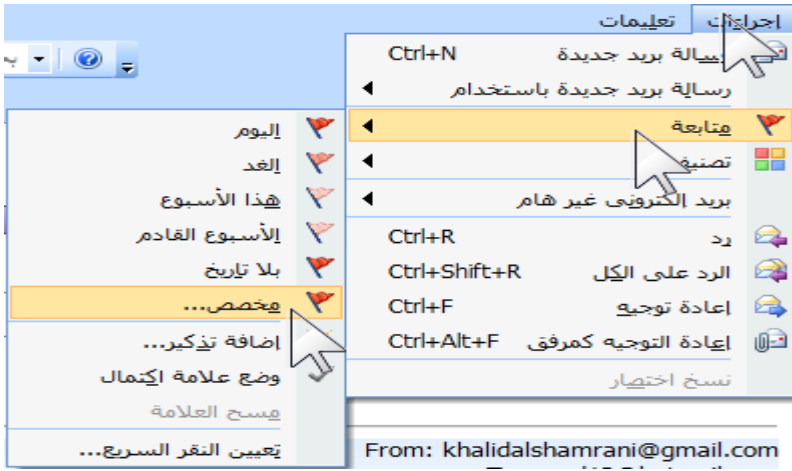 إجراءات تعليمات
رسالة بريد جديدة Ctrl+N
رسالة بريد جديدة باستخدام
متابعة
تصنيف
بريد إلكتروني غير هام
رد Ctrl+R
الرد على الكل Ctrl+Shift+R
إعادة توجيه Ctrl+F
إعادة التوجيه كمرفق Ctrl+Alt+F
نسخ اختصار
اليوم
الغد
هذا الأسبوع
الأسبوع القادم
بلا تاريخ
مخصص...
إضافة تذكير...
وضع علامة اكتمال
مسح العلامة
تعيين النقر السريع...
From: khalidalshamrani@gmail.com